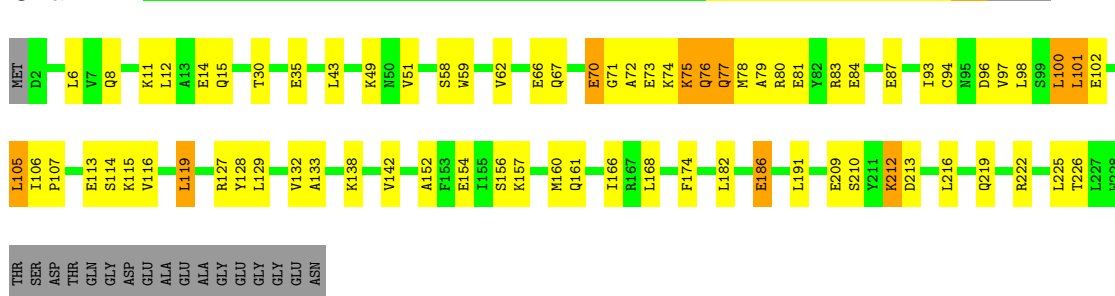 MET D2 L6 V7 Q8 K11 L12 A13 E14 Q15 T30 E35 L43 K49 N50 V51 S58 W59 V62 E66 Q67 E70 G71 A72 E73 K74 K75 Q76 Q77 M78 A79 R80 E81 Y82 R83 E84 E87 I93 C94 N95 D96 V97 L98 S99 L100 L101 E102
L105 I106 P107 E113 S114 K115 V116 L119 R127 Y128 L129 V132 A133 K138 V142 A152 F153 E154 I155 S156 K157 M160 Q161 I166 R167 L168 F174 L182 E186 L191 E209 S210 Y211 K212 D213 L216 Q219 R222 L225 T226 L227 W228
THR SER ASP THR GLN GLY ASP GLU ALA GLU ALA GLY GLU GLY GLY GLU ASN